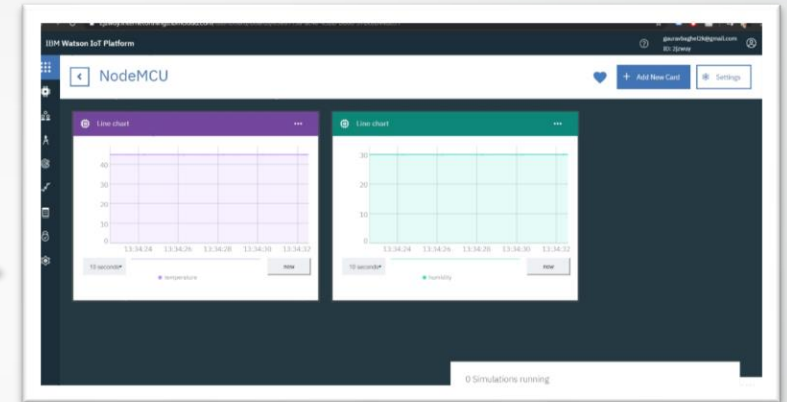 IBM Watson IoT Platform
NodeMCU
+ Add New Card
Settings
Line chart
40
30
20
10
0
13:34:24 13:34:26 13:34:28 13:34:30 13:34:32
10 seconds
now
temperature
Line chart
30
20
10
0
13:34:24 13:34:26 13:34:28 13:34:30 13:34:32
10 seconds
now
humidity
0 Simulations running